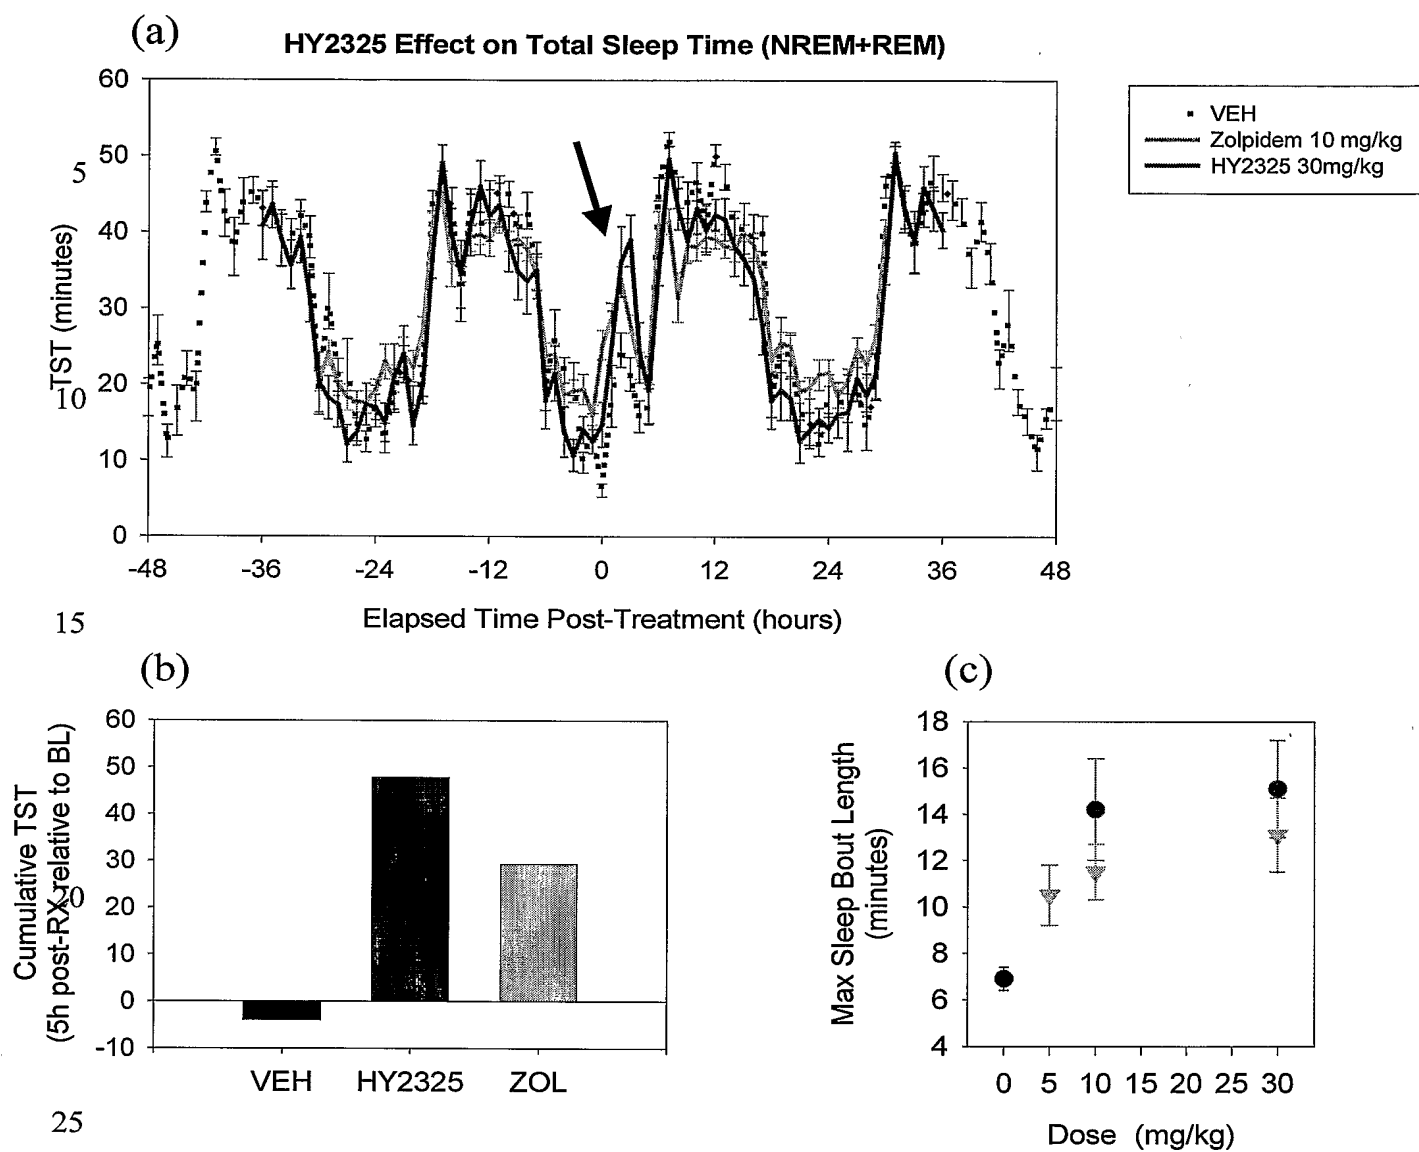 (a)
HY2325 Effect on Total Sleep Time (NREM+REM)
60
50
40
30
20
10
0
TST (minutes)
5
10
-48 -36 -24 -12 0 12 24 36 48
Elapsed Time Post-Treatment (hours)
VEH
Zolpidem 10 mg/kg
HY2325 30mg/kg
15
(b)
60
50
40
30
20
10
0
-10
Cumulative TST
(5h post-RX relative to BL)
20
VEH HY2325 ZOL
25
(c)
18
16
14
12
10
8
6
4
Max Sleep Bout Length
(minutes)
0 5 10 15 20 25 30
Dose (mg/kg)